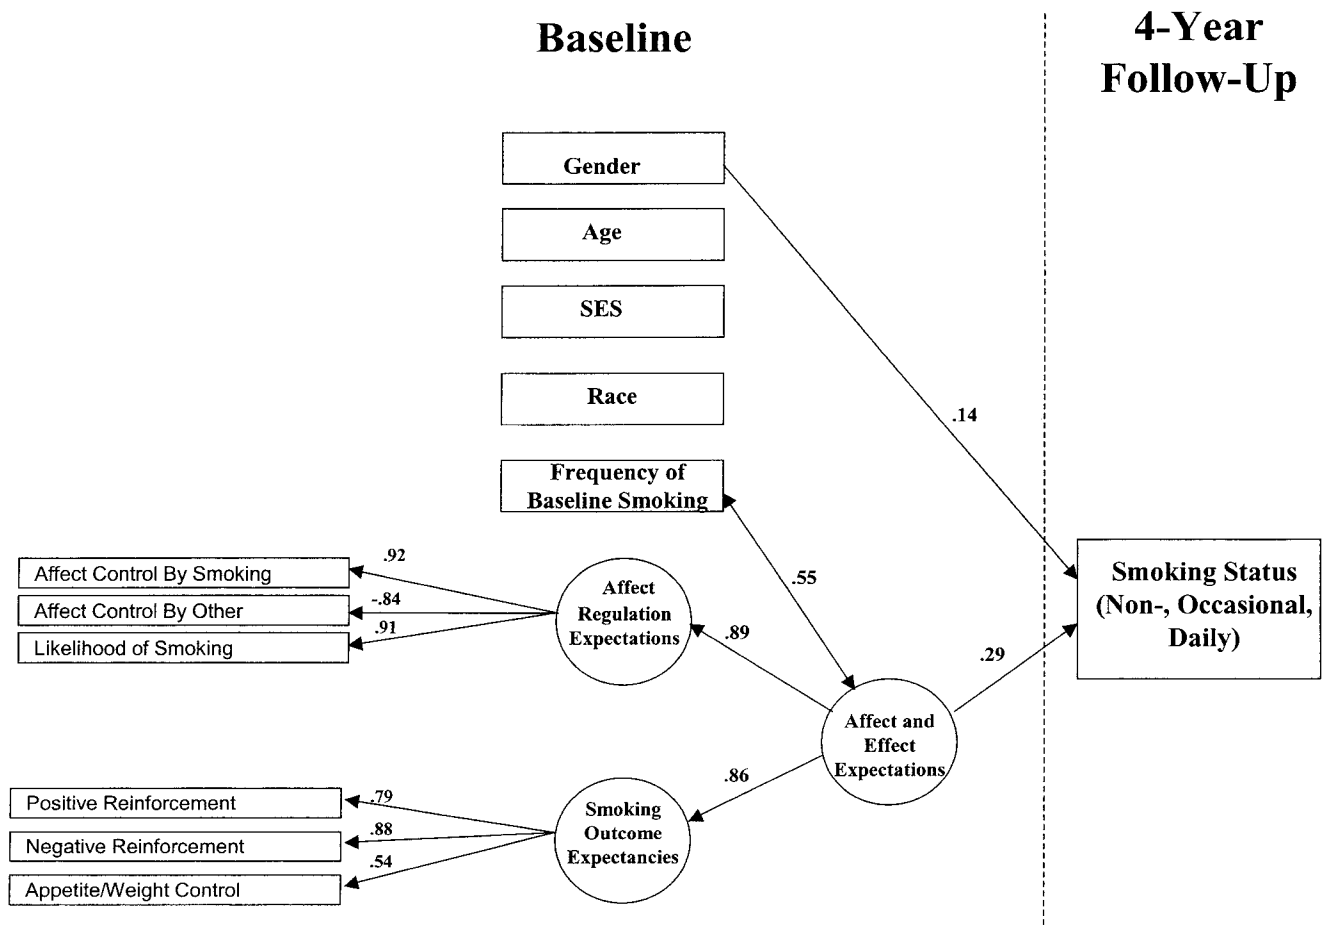 Baseline
4-Year
Follow-Up
Gender
Age
SES
Race
.14
Frequency of
Baseline Smoking
.55
Affect Control By Smoking
Affect Control By Other
Likelihood of Smoking
.92
-.84
.91
Affect
Regulation
Expectations
.89
Smoking Status
(Non-, Occasional,
Daily)
.29
Affect and
Effect
Expectations
.86
Positive Reinforcement
Negative Reinforcement
Appetite/Weight Control
.79
.88
.54
Smoking
Outcome
Expectancies